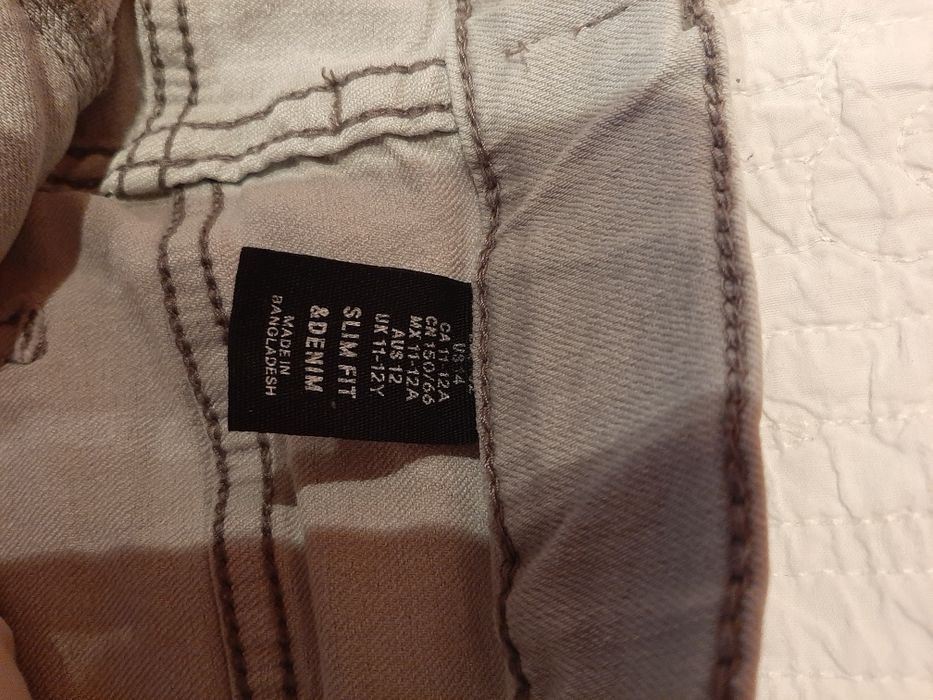 US 14
CA 11-12A
CN 150/66
MX 11-12A
AUS 12
UK 11-12Y
SLIM FIT
&DENIM
MADE IN
BANGLADESH